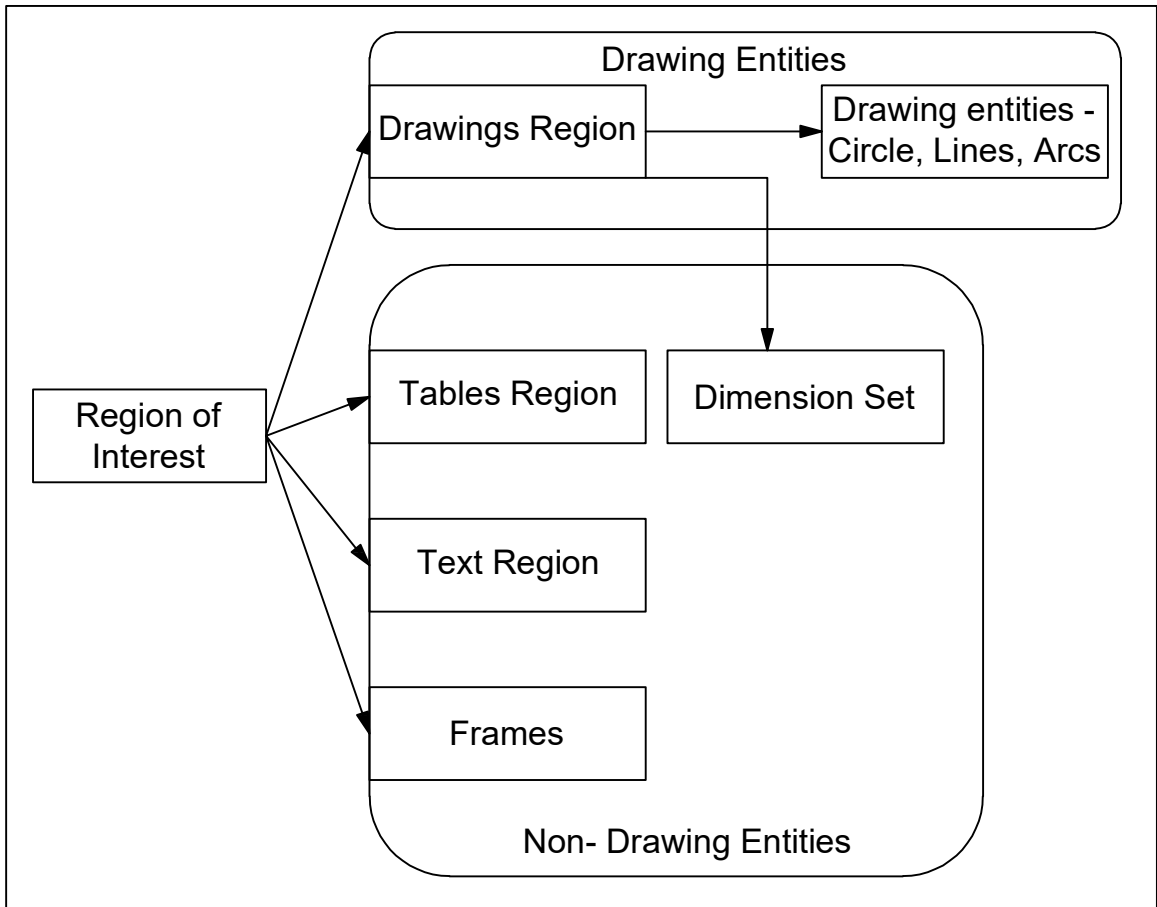 Drawing Entities
Drawings Region
Drawing entities -
Circle, Lines, Arcs
Region of
Interest
Tables Region
Dimension Set
Text Region
Frames
Non- Drawing Entities